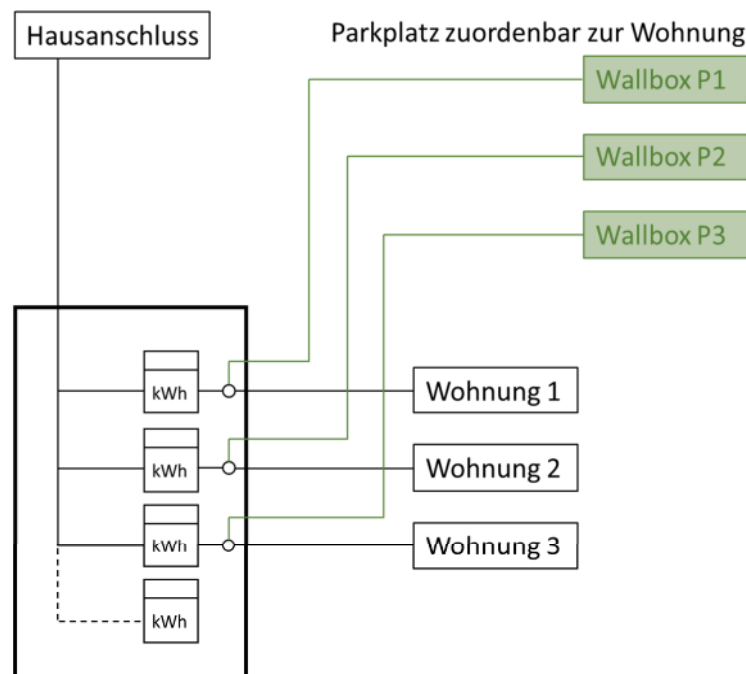 Hausanschluss
Parkplatz zuordenbar zur Wohnung
Wallbox P1
Wallbox P2
Wallbox P3
kWh
Wohnung 1
kWh
Wohnung 2
kWh
Wohnung 3
kWh